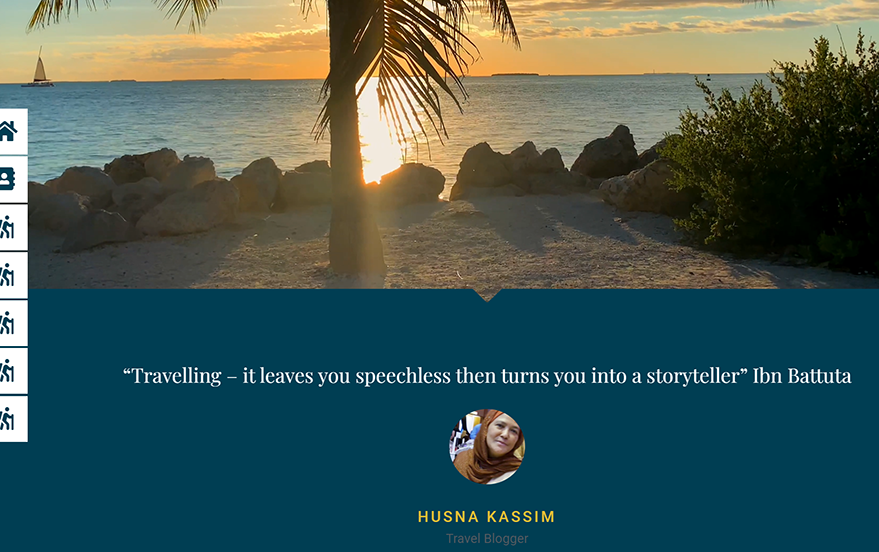 “Travelling – it leaves you speechless then turns you into a storyteller” Ibn Battuta
HUSNA KASSIM
Travel Blogger